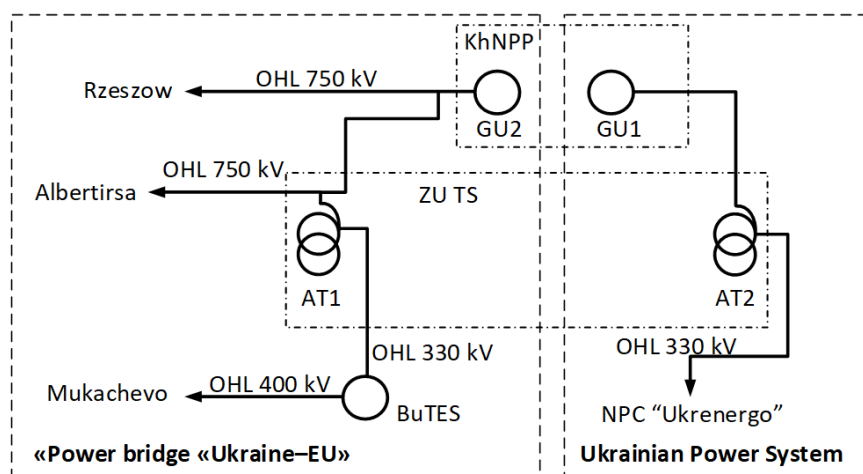 KhNPP
Rzeszow
OHL 750 kV
GU2
GU1
OHL 750 kV
Albertirsa
ZU TS
AT1
AT2
OHL 330 kV
OHL 330 kV
Mukachevo
OHL 400 kV
BuTES
NPC “Ukrenergo”
«Power bridge «Ukraine–EU»
Ukrainian Power System